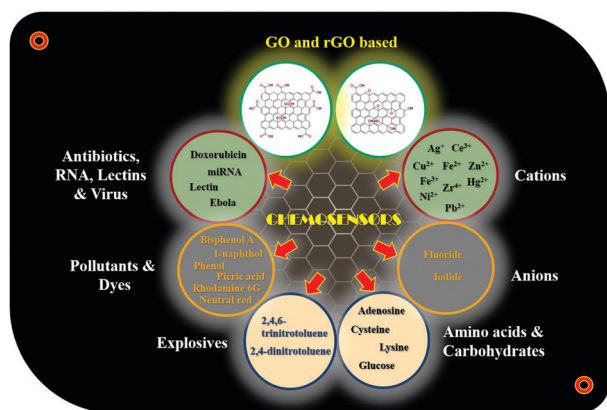 GO and rGO based
Antibiotics,
RNA, Lectins
& Virus
Doxorubicin
miRNA
Lectin
Ebola
Ag⁺ Ce³⁺
Cu²⁺ Fe²⁺ Zn²⁺
Fe³⁺ Zr⁴⁺ Hg²⁺
Ni²⁺
Pb²⁺
Cations
CHEMOSENSORS
Pollutants &
Dyes
Bisphenol A
1-naphthol
Phenol
Picric acid
Rhodamine 6G
Neutral red
Fluoride
Iodide
Anions
Explosives
2,4,6-
trinitrotoluene
2,4-dinitrotoluene
Adenosine
Cysteine
Lysine
Glucose
Amino acids &
Carbohydrates